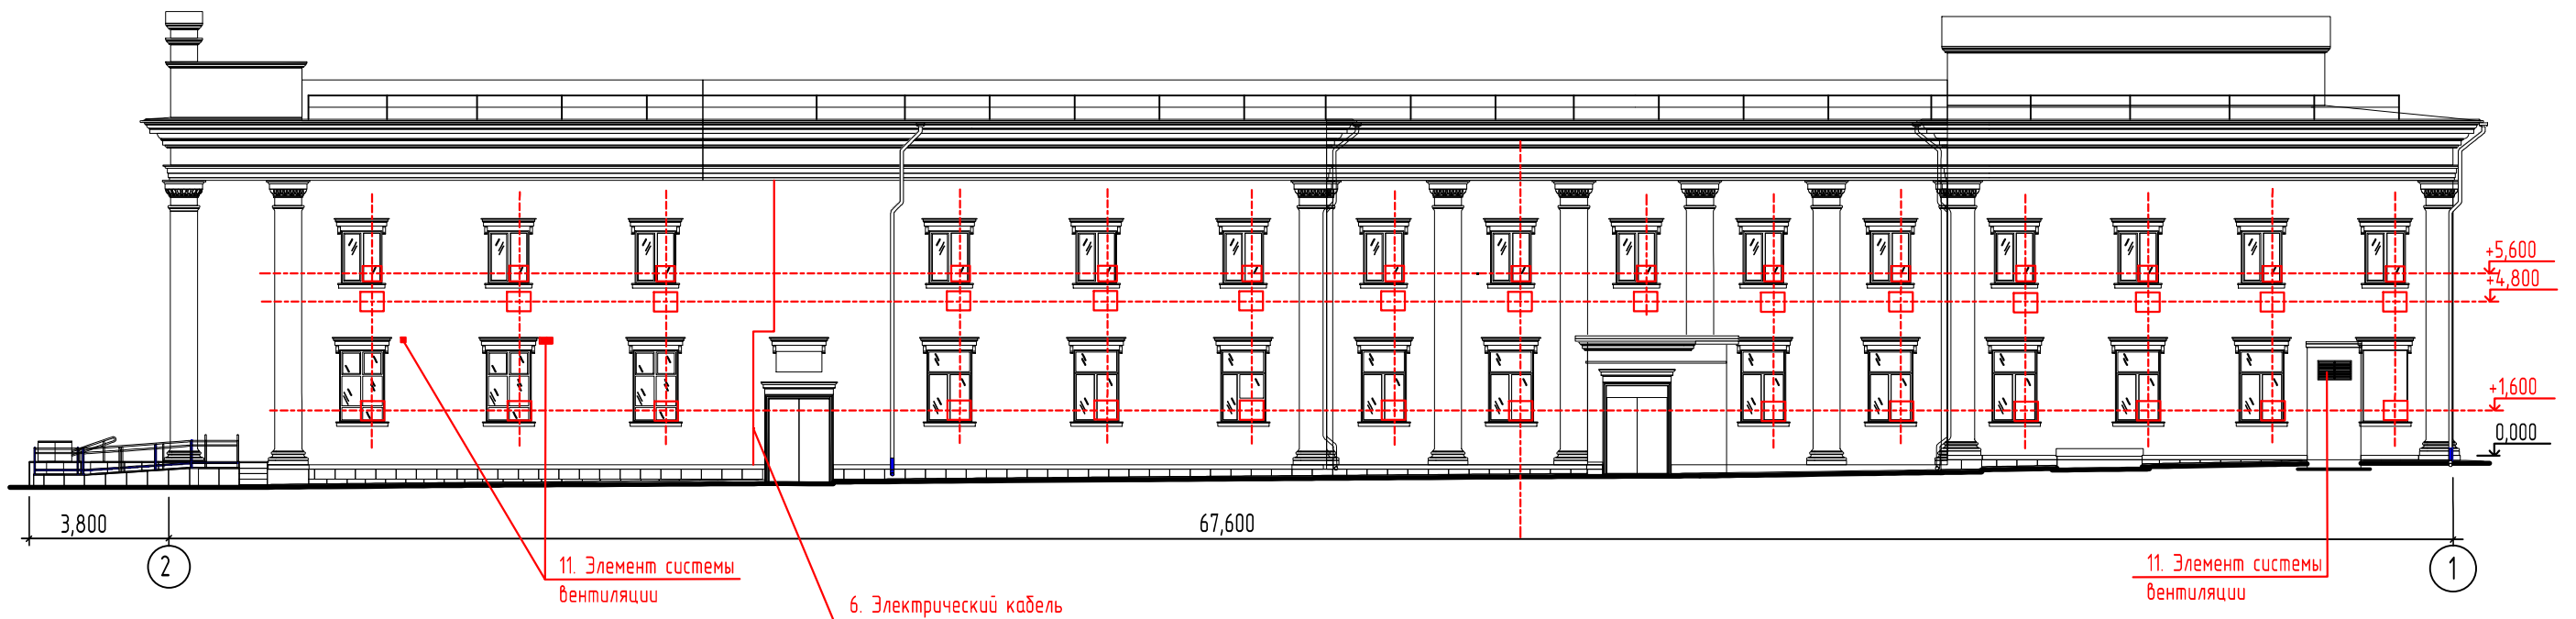 +5,600
+4,800
+1,600
0,000
3,800
67,600
2
1
11. Элемент системы
вентиляции
6. Электрический кабель
11. Элемент системы
вентиляции